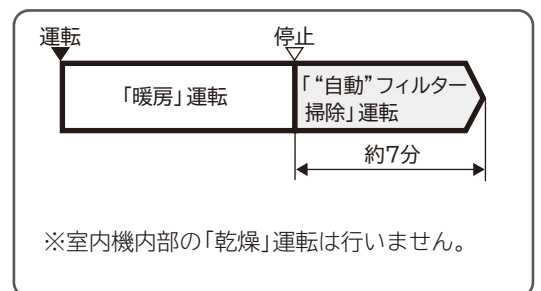 運転
停止
「暖房」運転
「“自動”フィルター
掃除」運転
約7分
※室内機内部の「乾燥」運転は行いません。